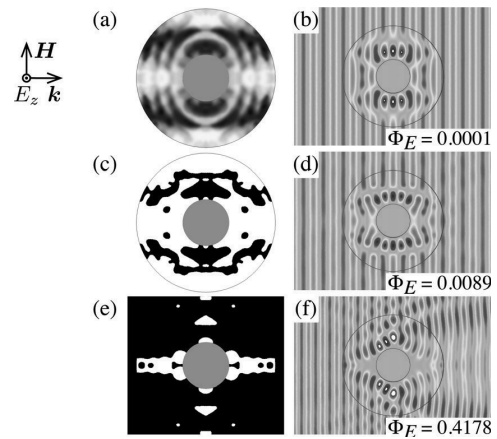 (a)
(b)
H
E_z k
Φ_E = 0.0001
(c)
(d)
Φ_E = 0.0089
(e)
(f)
Φ_E = 0.4178